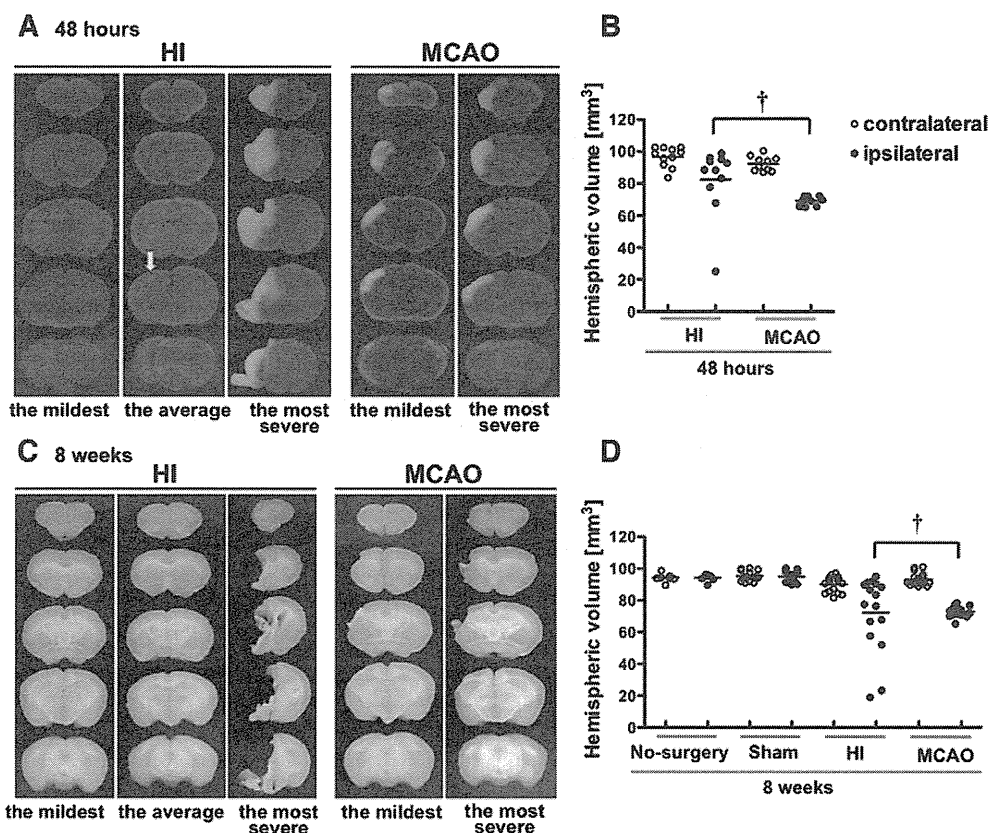 A 48 hours
HI
MCAO
the mildest
the average
the most
severe
the mildest
the most
severe
B
Hemispheric volume [mm³]
120
100
80
60
40
20
0
†
contralateral
ipsilateral
HI
MCAO
48 hours
C 8 weeks
HI
MCAO
the mildest
the average
the most
severe
the mildest
the most
severe
D
Hemispheric volume [mm³]
120
100
80
60
40
20
0
†
No-surgery
Sham
HI
MCAO
8 weeks